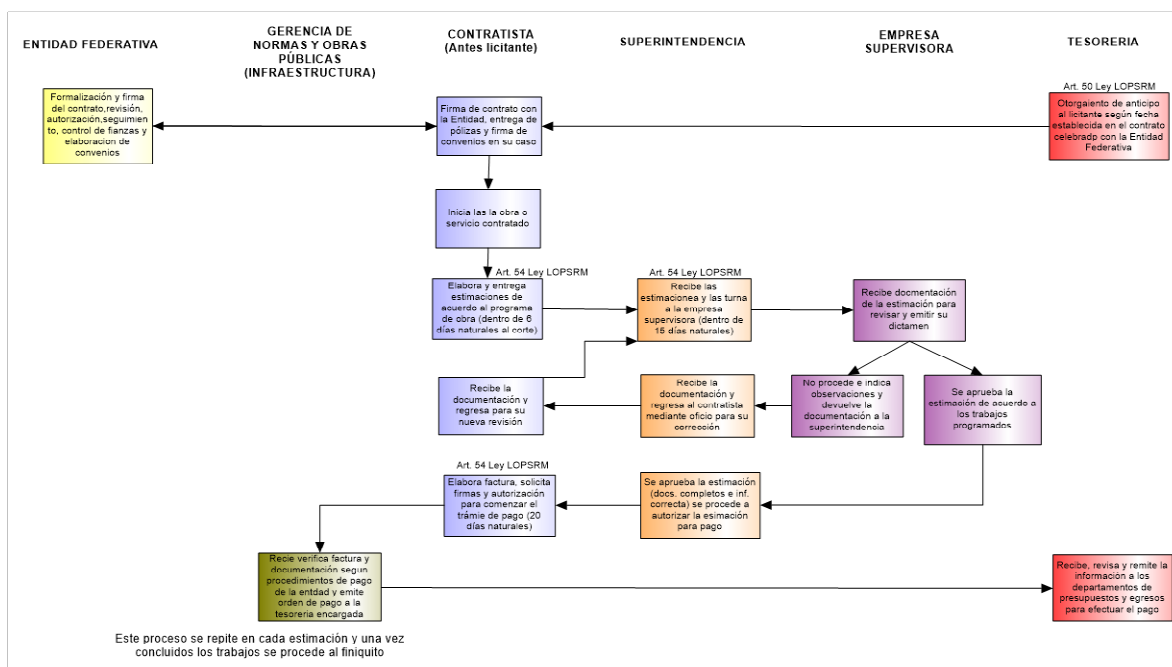 ENTIDAD FEDERATIVA
GERENCIA DE
NORMAS Y OBRAS
PÚBLICAS
(INFRAESTRUCTURA)
CONTRATISTA
(Antes licitante)
SUPERINTENDENCIA
EMPRESA
SUPERVISORA
TESORERIA
Formalización y firma
del contrato,revisión,
autorización,seguimie
nto, control de fianzas y
elaboración de
convenios
Firma de contrato con
la Entidad, entrega de
pólizas y firma de
convenios en su caso
Art. 50 Ley LOPSRM
Otorgaiento de anticipo
al licitante según fecha
establecida en el contrato
celebradp con la Entidad
Federativa
Inicia las la obra o
servicio contratado
Art. 54 Ley LOPSRM
Elabora y entrega
estimaciones de
acuerdo al programa
de obra (dentro de 6
días naturales al corte)
Art. 54 Ley LOPSRM
Recibe las
estimacionea y las turna
a la empresa
supervisora (dentro de
15 días naturales)
Recibe docmentación
de la estimación para
revisar y emitir su
dictamen
Recibe la
documentación y
regresa para su
nueva revisión
Recibe la
documentación y
regresa al contratista
mediante oficio para su
corrección
No procede e indica
observaciones y
devuelve la
documentación a la
superintendencia
Se aprueba la
estimación de acuerdo a
los trabajos
programados
Art. 54 Ley LOPSRM
Elabora factura, solicita
firmas y autorización
para comenzar el
trámie de pago (20
días naturales)
Se aprueba la estimación
(docs. completos e inf.
correcta) se procede a
autorizar la esimación
para pago
Recie verifica factura y
documentación segun
procedimientos de pago
de la entdad y emite
orden de pago a la
tesoreria encargada
Recibe, revisa y remite la
información a los
departamentos de
presupuestos y egresos
para efectuar el pago
Este proceso se repite en cada estimación y una vez
concluidos los trabajos se procede al finiquito